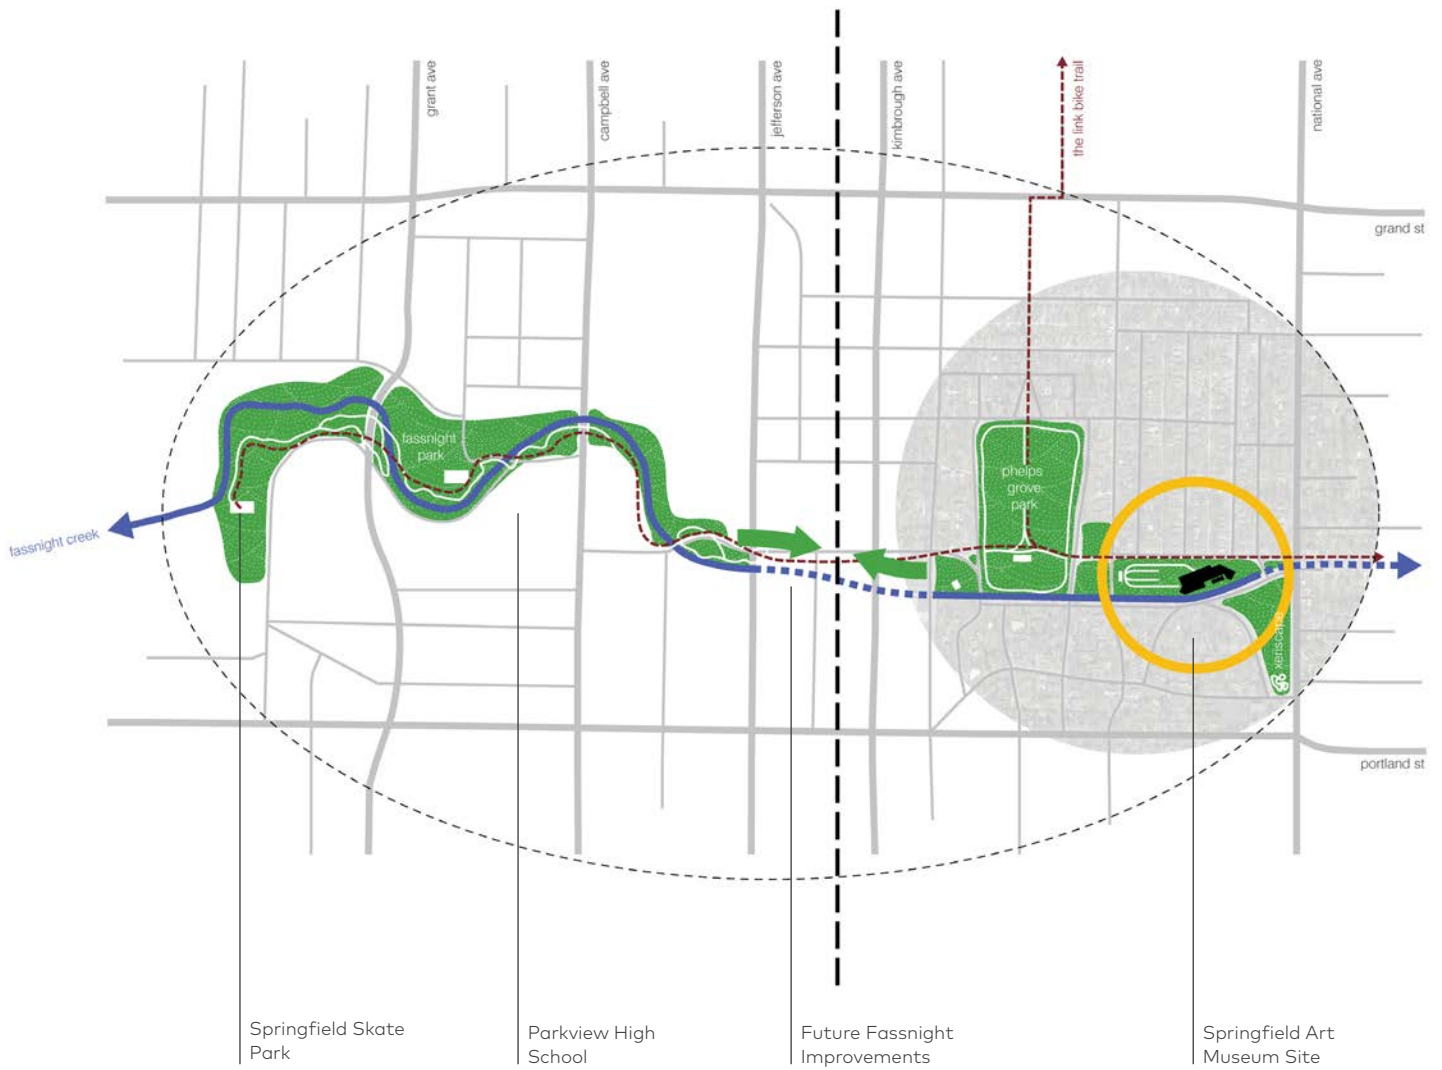 grant ave
campbell ave
jefferson ave
kimbrough ave
the link bike trail
national ave
grand st
fassnight
park
phelps
grove
park
fassnight creek
xeriscape
portland st
Springfield Skate
Park
Parkview High
School
Future Fassnight
Improvements
Springfield Art
Museum Site